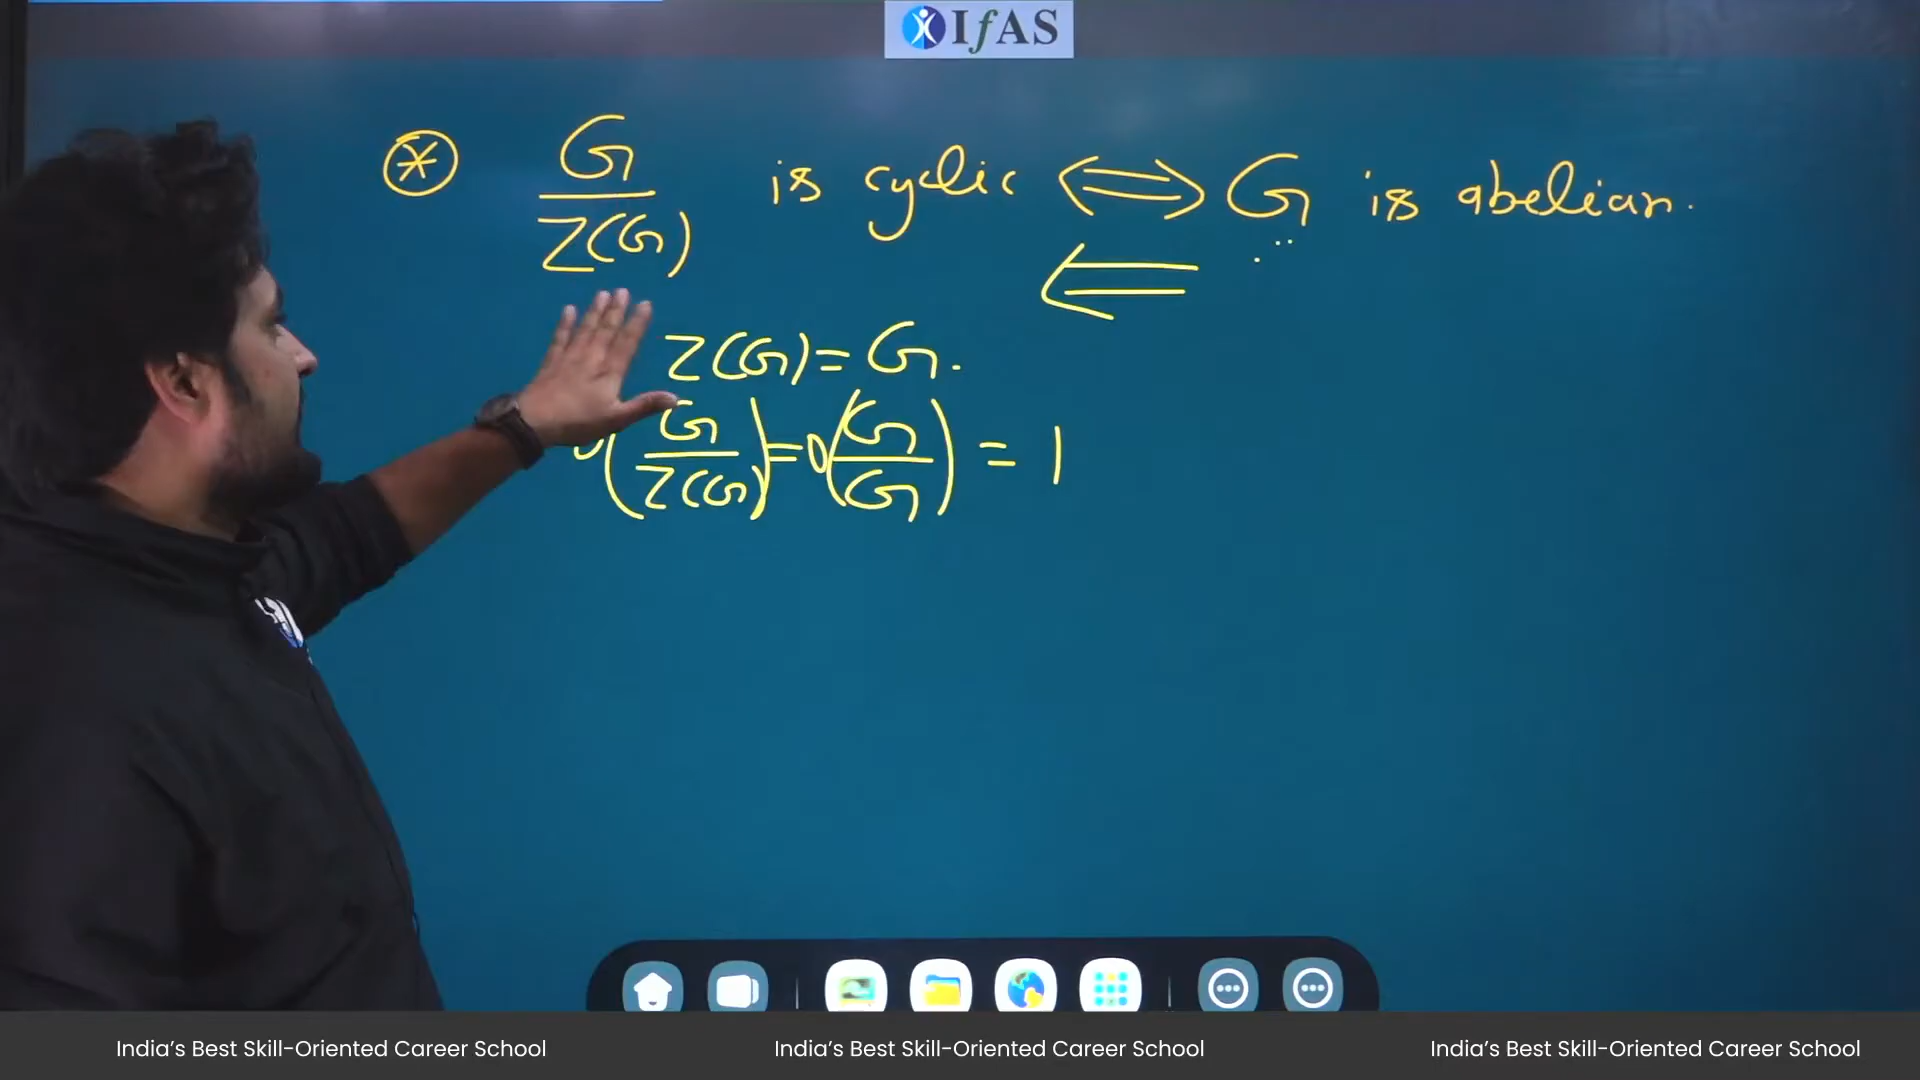 IfAS
⊛ G/Z(G) is cyclic ⟺ G is abelian.
⟸
Z(G) = G.
o(G/Z(G)) = o(G/G) = 1
India's Best Skill-Oriented Career School India's Best Skill-Oriented Career School India's Best Skill-Oriented Career School